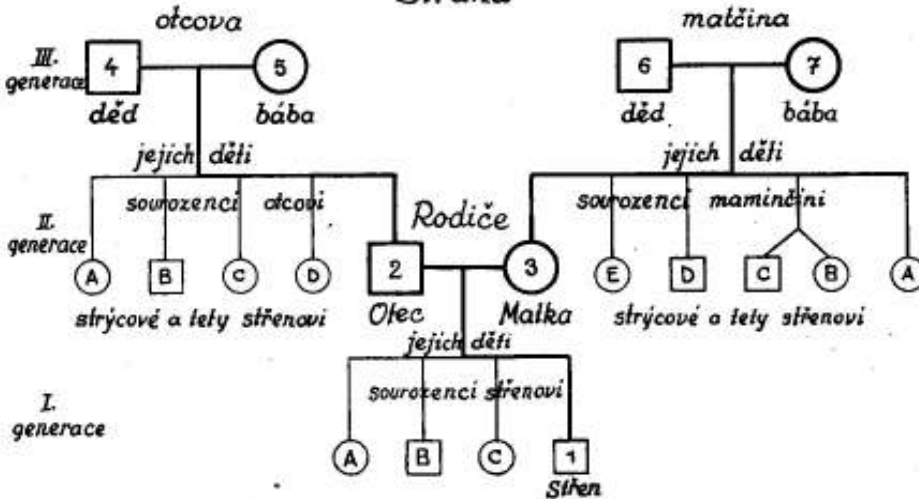 otcova matčina
III. generace
4 5 6 7
děd bába děd bába
jejich děti jejich děti
sourozenci otcovi Rodiče sourozenci maminčini
II. generace
A B C D 2 3 E D C B A
strýcové a tety střenovi Otec Matka strýcové a tety střenovi
jejich děti
sourozenci střenovi
I. generace
A B C 1
Střen